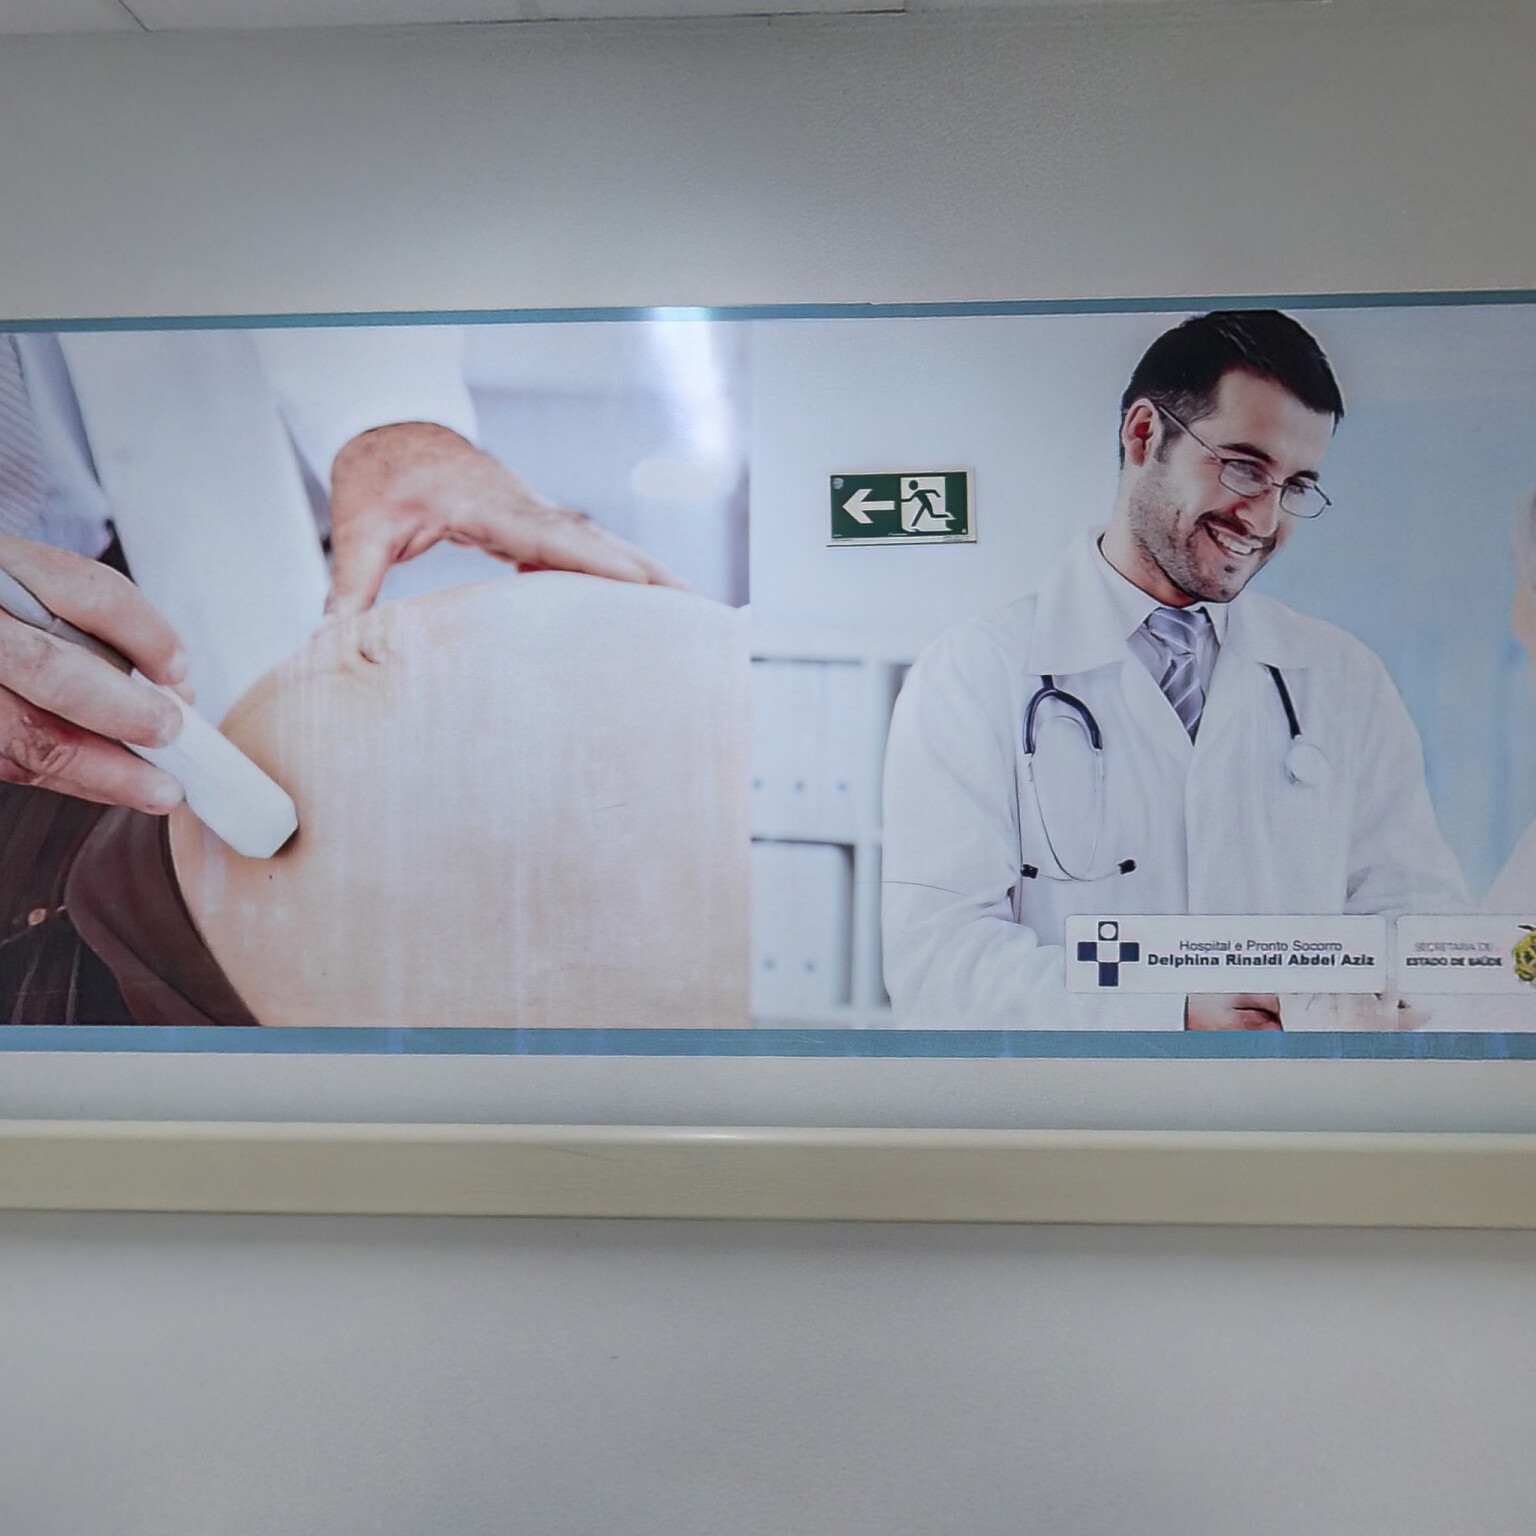 Hospital e Pronto Socorro
Delphina Rinaldi Abdel Aziz
SECRETARIA DE
ESTADO DE SAÚDE